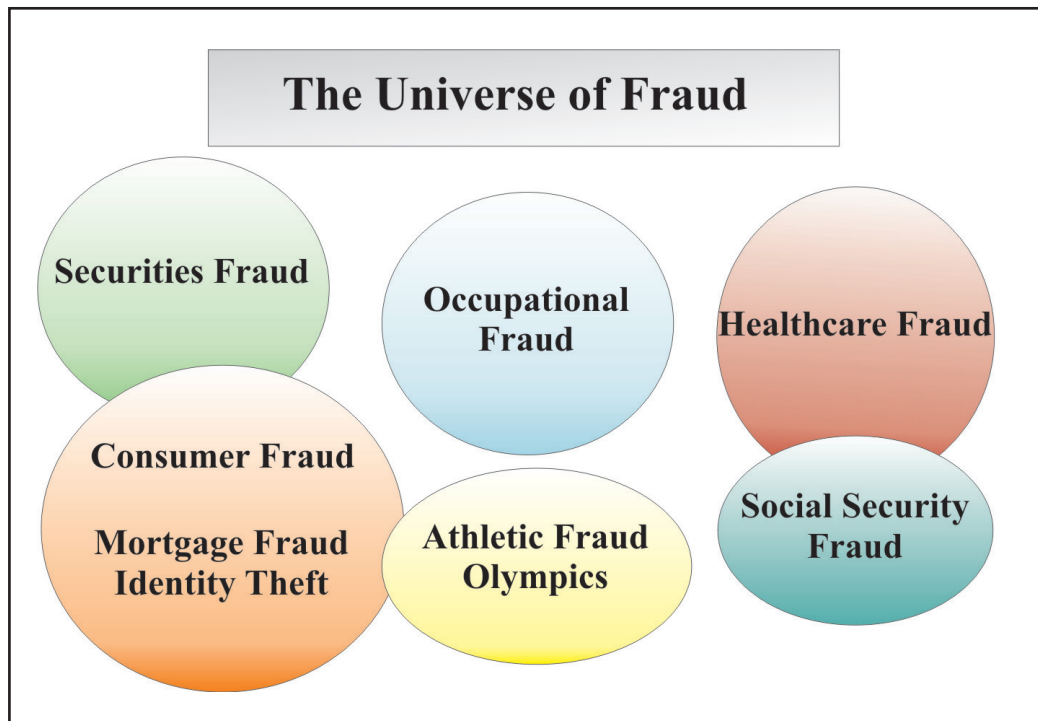 The Universe of Fraud
Securities Fraud
Occupational
Fraud
Healthcare Fraud
Consumer Fraud
Mortgage Fraud
Identity Theft
Athletic Fraud
Olympics
Social Security
Fraud